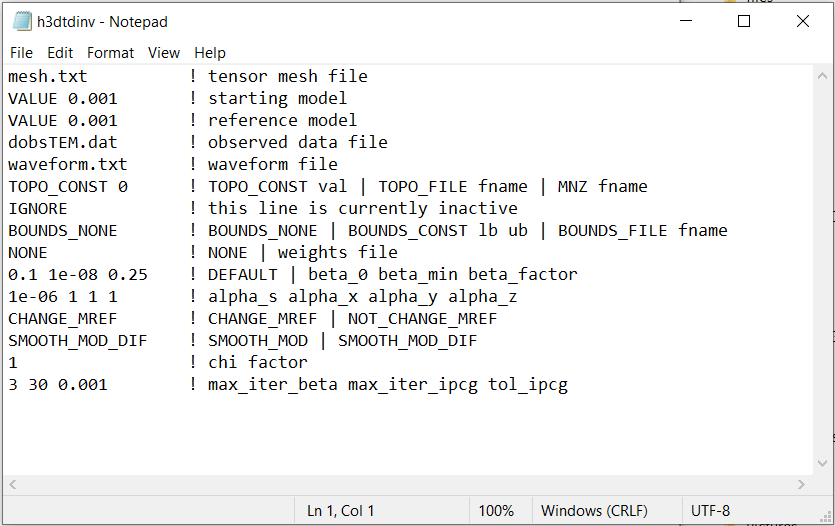 h3dtdinv - Notepad
File Edit Format View Help
mesh.txt ! tensor mesh file
VALUE 0.001 ! starting model
VALUE 0.001 ! reference model
dobsTEM.dat ! observed data file
waveform.txt ! waveform file
TOPO_CONST 0 ! TOPO_CONST val | TOPO_FILE fname | MNZ fname
IGNORE ! this line is currently inactive
BOUNDS_NONE ! BOUNDS_NONE | BOUNDS_CONST lb ub | BOUNDS_FILE fname
NONE ! NONE | weights file
0.1 1e-08 0.25 ! DEFAULT | beta_0 beta_min beta_factor
1e-06 1 1 1 ! alpha_s alpha_x alpha_y alpha_z
CHANGE_MREF ! CHANGE_MREF | NOT_CHANGE_MREF
SMOOTH_MOD_DIF ! SMOOTH_MOD | SMOOTH_MOD_DIF
1 ! chi factor
3 30 0.001 ! max_iter_beta max_iter_ipcg tol_ipcg
Ln 1, Col 1 100% Windows (CRLF) UTF-8